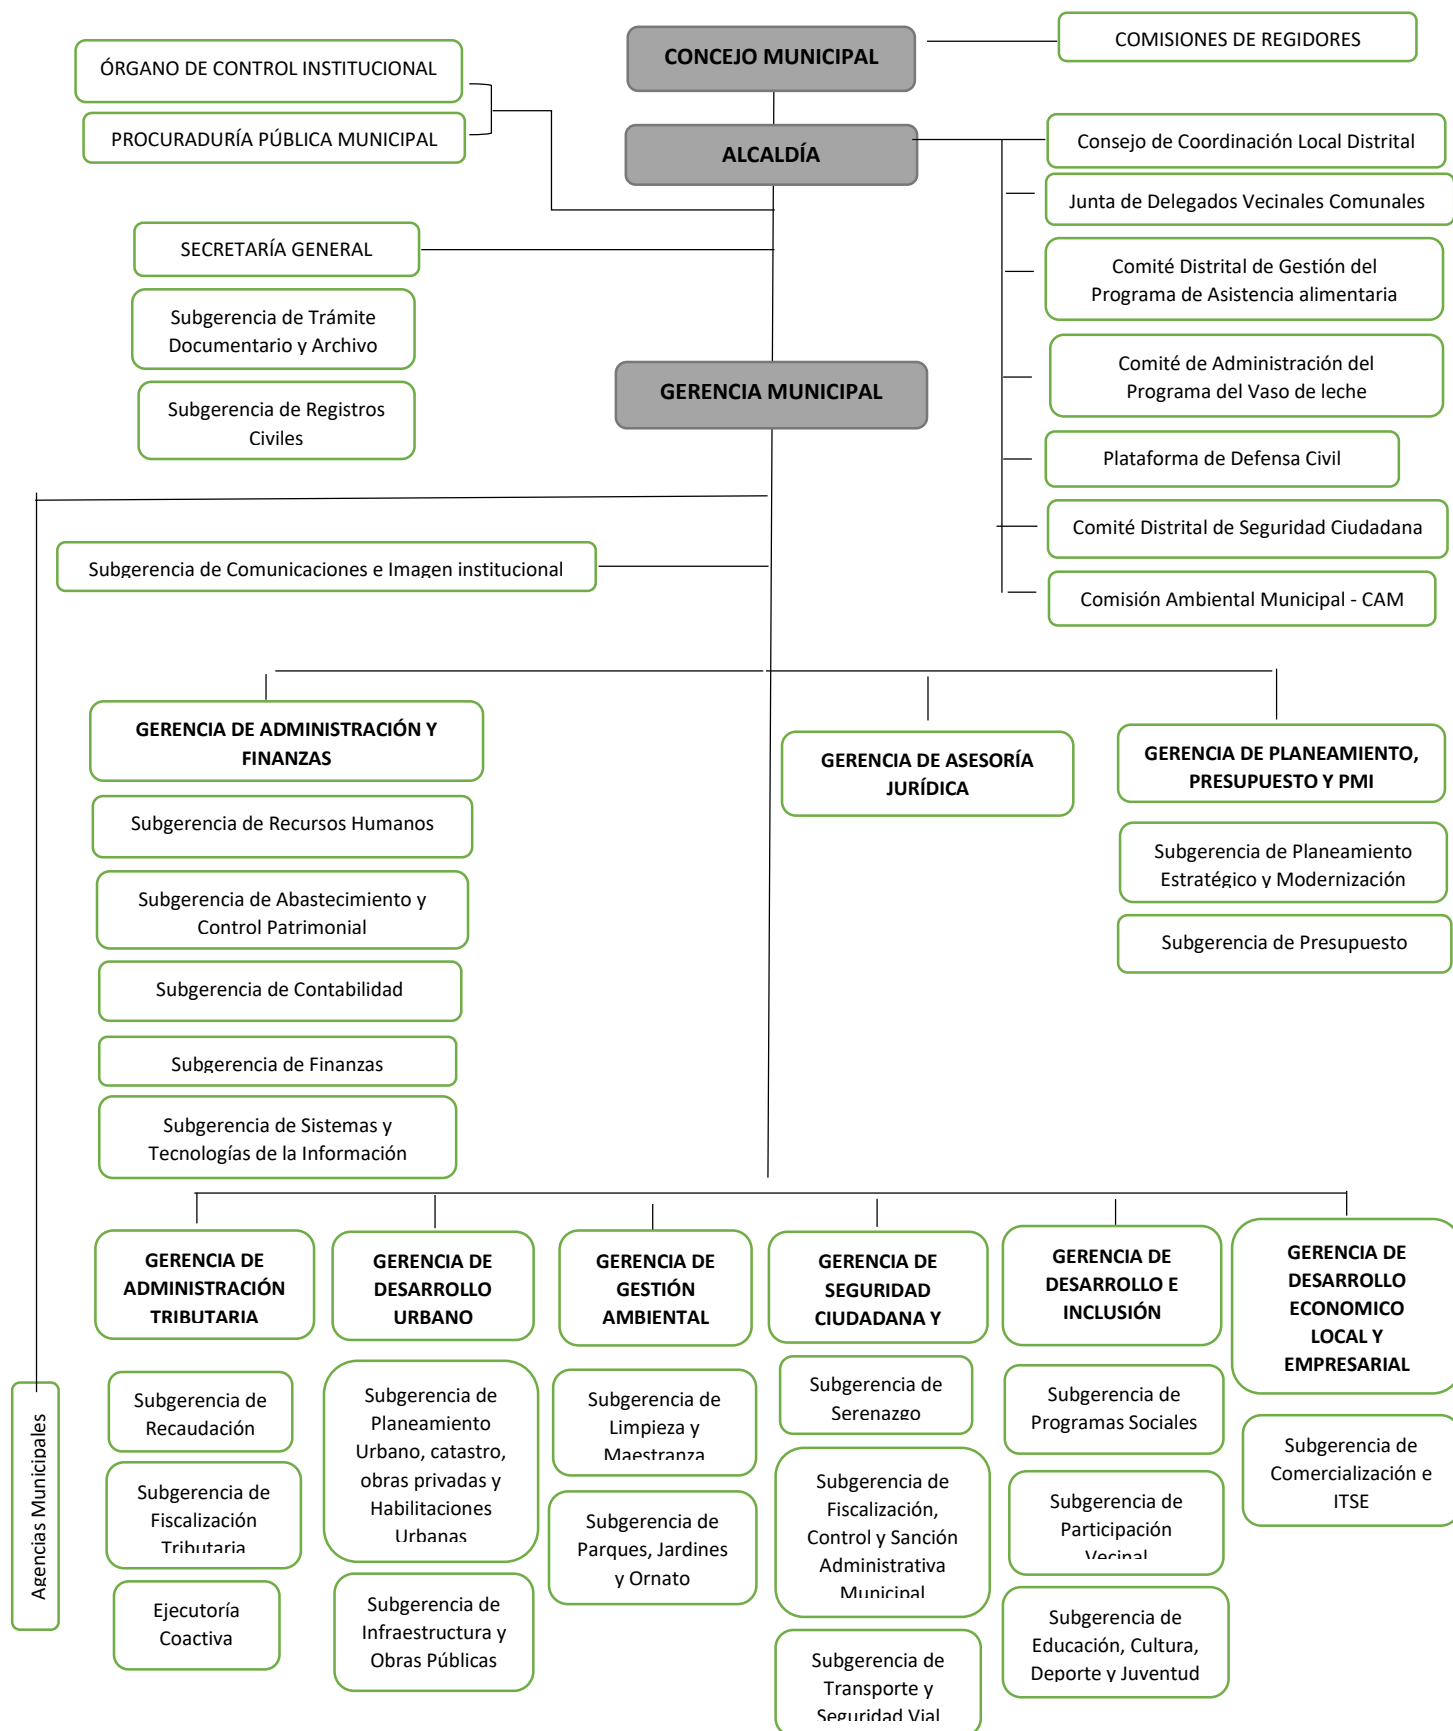 CONCEJO MUNICIPAL
COMISIONES DE REGIDORES
ÓRGANO DE CONTROL INSTITUCIONAL
PROCURADURÍA PÚBLICA MUNICIPAL
ALCALDÍA
Consejo de Coordinación Local Distrital
Junta de Delegados Vecinales Comunales
Comité Distrital de Gestión del
Programa de Asistencia alimentaria
Comité de Administración del
Programa del Vaso de leche
Plataforma de Defensa Civil
Comité Distrital de Seguridad Ciudadana
Comisión Ambiental Municipal - CAM
SECRETARÍA GENERAL
Subgerencia de Trámite
Documentario y Archivo
Subgerencia de Registros
Civiles
GERENCIA MUNICIPAL
Subgerencia de Comunicaciones e Imagen institucional
GERENCIA DE ADMINISTRACIÓN Y
FINANZAS
Subgerencia de Recursos Humanos
Subgerencia de Abastecimiento y
Control Patrimonial
Subgerencia de Contabilidad
Subgerencia de Finanzas
Subgerencia de Sistemas y
Tecnologías de la Información
GERENCIA DE ASESORÍA
JURÍDICA
GERENCIA DE PLANEAMIENTO,
PRESUPUESTO Y PMI
Subgerencia de Planeamiento
Estratégico y Modernización
Subgerencia de Presupuesto
Agencias Municipales
GERENCIA DE
ADMINISTRACIÓN
TRIBUTARIA
Subgerencia de
Recaudación
Subgerencia de
Fiscalización
Tributaria
Ejecutoría
Coactiva
GERENCIA DE
DESARROLLO
URBANO
Subgerencia de
Planeamiento
Urbano, catastro,
obras privadas y
Habilitaciones
Urbanas
Subgerencia de
Infraestructura y
Obras Públicas
GERENCIA DE
GESTIÓN
AMBIENTAL
Subgerencia de
Limpieza y
Maestranza
Subgerencia de
Parques, Jardines
y Ornato
GERENCIA DE
SEGURIDAD
CIUDADANA Y
Subgerencia de
Serenazgo
Subgerencia de
Fiscalización,
Control y Sanción
Administrativa
Municipal
Subgerencia de
Transporte y
Seguridad Vial
GERENCIA DE
DESARROLLO E
INCLUSIÓN
Subgerencia de
Programas Sociales
Subgerencia de
Participación
Vecinal
Subgerencia de
Educación, Cultura,
Deporte y Juventud
GERENCIA DE
DESARROLLO
ECONOMICO
LOCAL Y
EMPRESARIAL
Subgerencia de
Comercialización e
ITSE